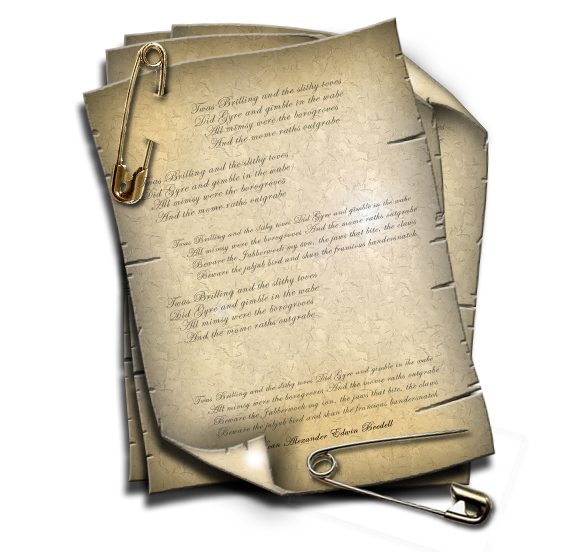 Twas Brilling and the slithy toves
Did Gyre and gimble in the wabe
All mimsy were the borogroves
And the mome raths outgrabe
Twas Brilling and the slithy toves
Did Gyre and gimble in the wabe
All mimsy were the borogroves
And the mome raths outgrabe
Twas Brilling and the slithy toves Did Gyre and gimble in the wabe
All mimsy were the borogroves And the mome raths outgrabe
Beware the Jabberwock my son, the jaws that bite, the claws
Beware the jabjub bird and shun the framious bandersnatch
Twas Brilling and the slithy toves
Did Gyre and gimble in the wabe
All mimsy were the borogroves
And the mome raths outgrabe
Twas Brilling and the slithy toves Did Gyre and gimble in the wabe
All mimsy were the borogroves And the mome raths outgrabe
Beware the Jabberwock my son, the jaws that bite, the claws
Beware the jabjub bird and shun the framious bandersnatch
Alexander Edwin Beedell